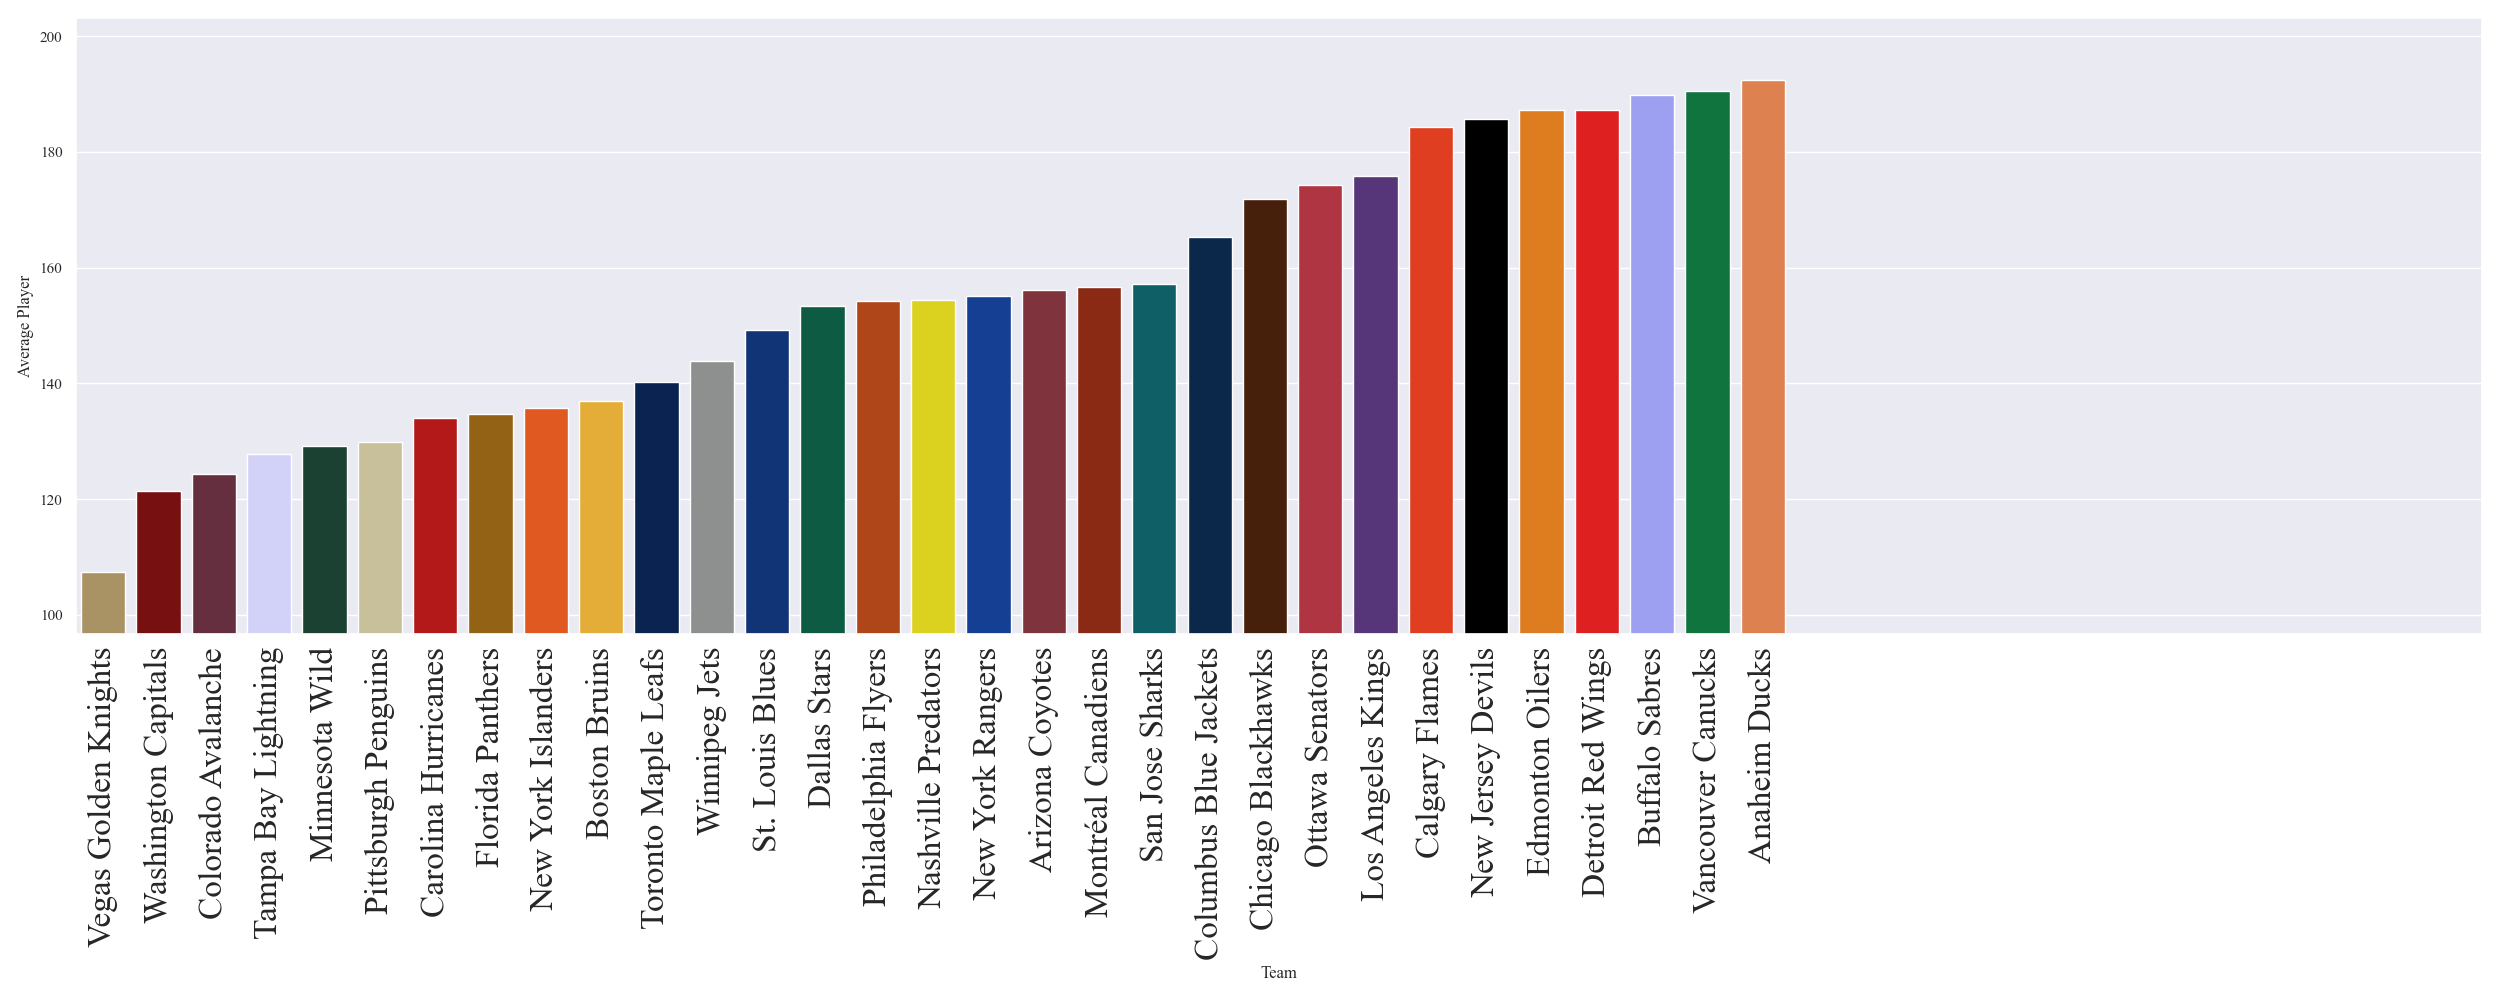 200
180
160
140
120
100
Average Player
Vegas Golden Knights
Washington Capitals
Colorado Avalanche
Tampa Bay Lightning
Minnesota Wild
Pittsburgh Penguins
Carolina Hurricanes
Florida Panthers
New York Islanders
Boston Bruins
Toronto Maple Leafs
Winnipeg Jets
St. Louis Blues
Dallas Stars
Philadelphia Flyers
Nashville Predators
New York Rangers
Arizona Coyotes
Montréal Canadiens
San Jose Sharks
Columbus Blue Jackets
Chicago Blackhawks
Ottawa Senators
Los Angeles Kings
Calgary Flames
New Jersey Devils
Edmonton Oilers
Detroit Red Wings
Buffalo Sabres
Vancouver Canucks
Anaheim Ducks
Team